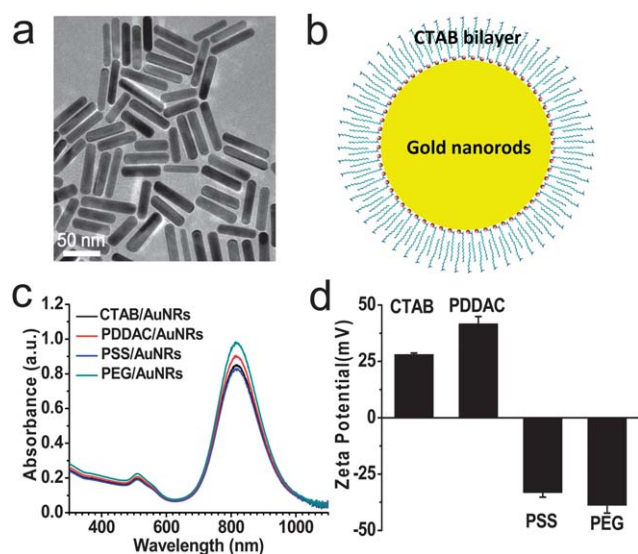 a
50 nm
b
CTAB bilayer
Gold nanorods
c
1.2
1.0
0.8
0.6
0.4
0.2
0.0
Absorbance (a.u.)
CTAB/AuNRs
PDDAC/AuNRs
PSS/AuNRs
PEG/AuNRs
400 600 800 1000
Wavelength (nm)
d
50
25
0
-25
-50
Zeta Potential(mV)
CTAB PDDAC
PSS PEG